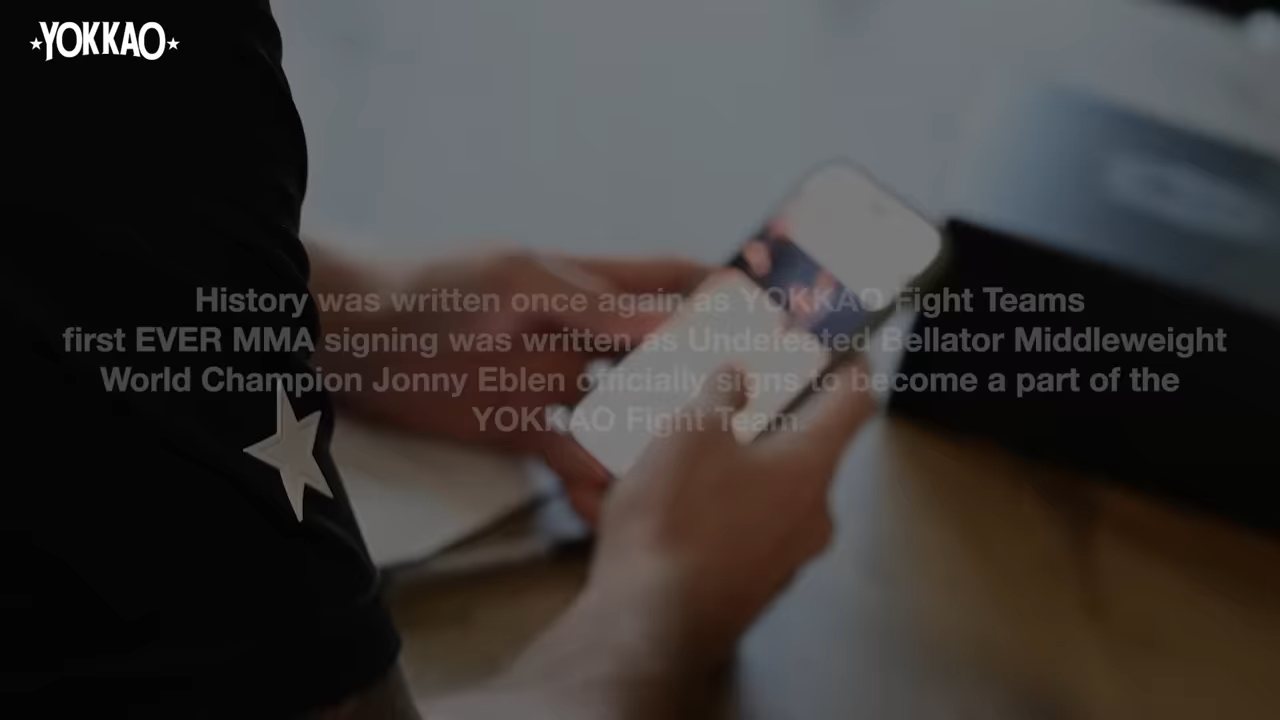 YOKKAO
History was written once again as YOKKAO Fight Teams
first EVER MMA signing was written as Undefeated Bellator Middleweight
World Champion Jonny Eblen officially signs to become a part of the
YOKKAO Fight Team